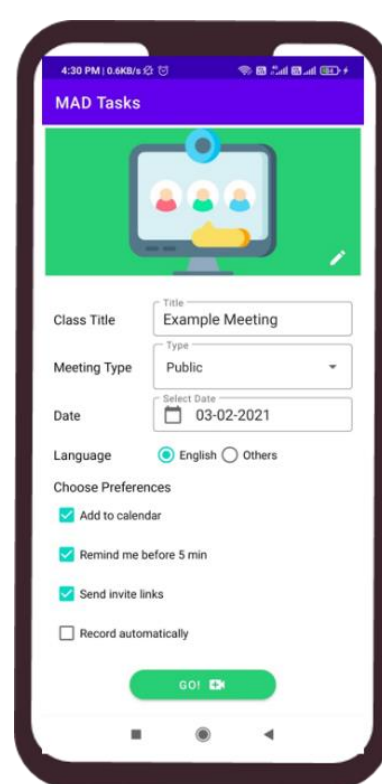 4:30 PM | 0.6KB/s
MAD Tasks
Class Title
Title
Example Meeting
Meeting Type
Type
Public
Date
Select Date
03-02-2021
Language
English Others
Choose Preferences
Add to calendar
Remind me before 5 min
Send invite links
Record automatically
GO!